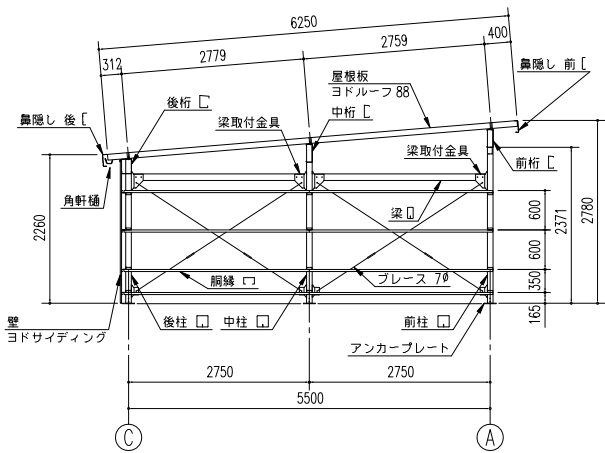 6250
312
2779
2759
400
屋根板
ヨドルーフ 88
鼻隠し 前
鼻隠し 後
後桁
中桁
梁取付金具
梁取付金具
前桁
角軒樋
梁
2260
600
600
350
165
2371
2780
胴縁
ブレース 7φ
壁
ヨドサイディング
後柱
中柱
前柱
アンカープレート
2750
2750
5500
C
A